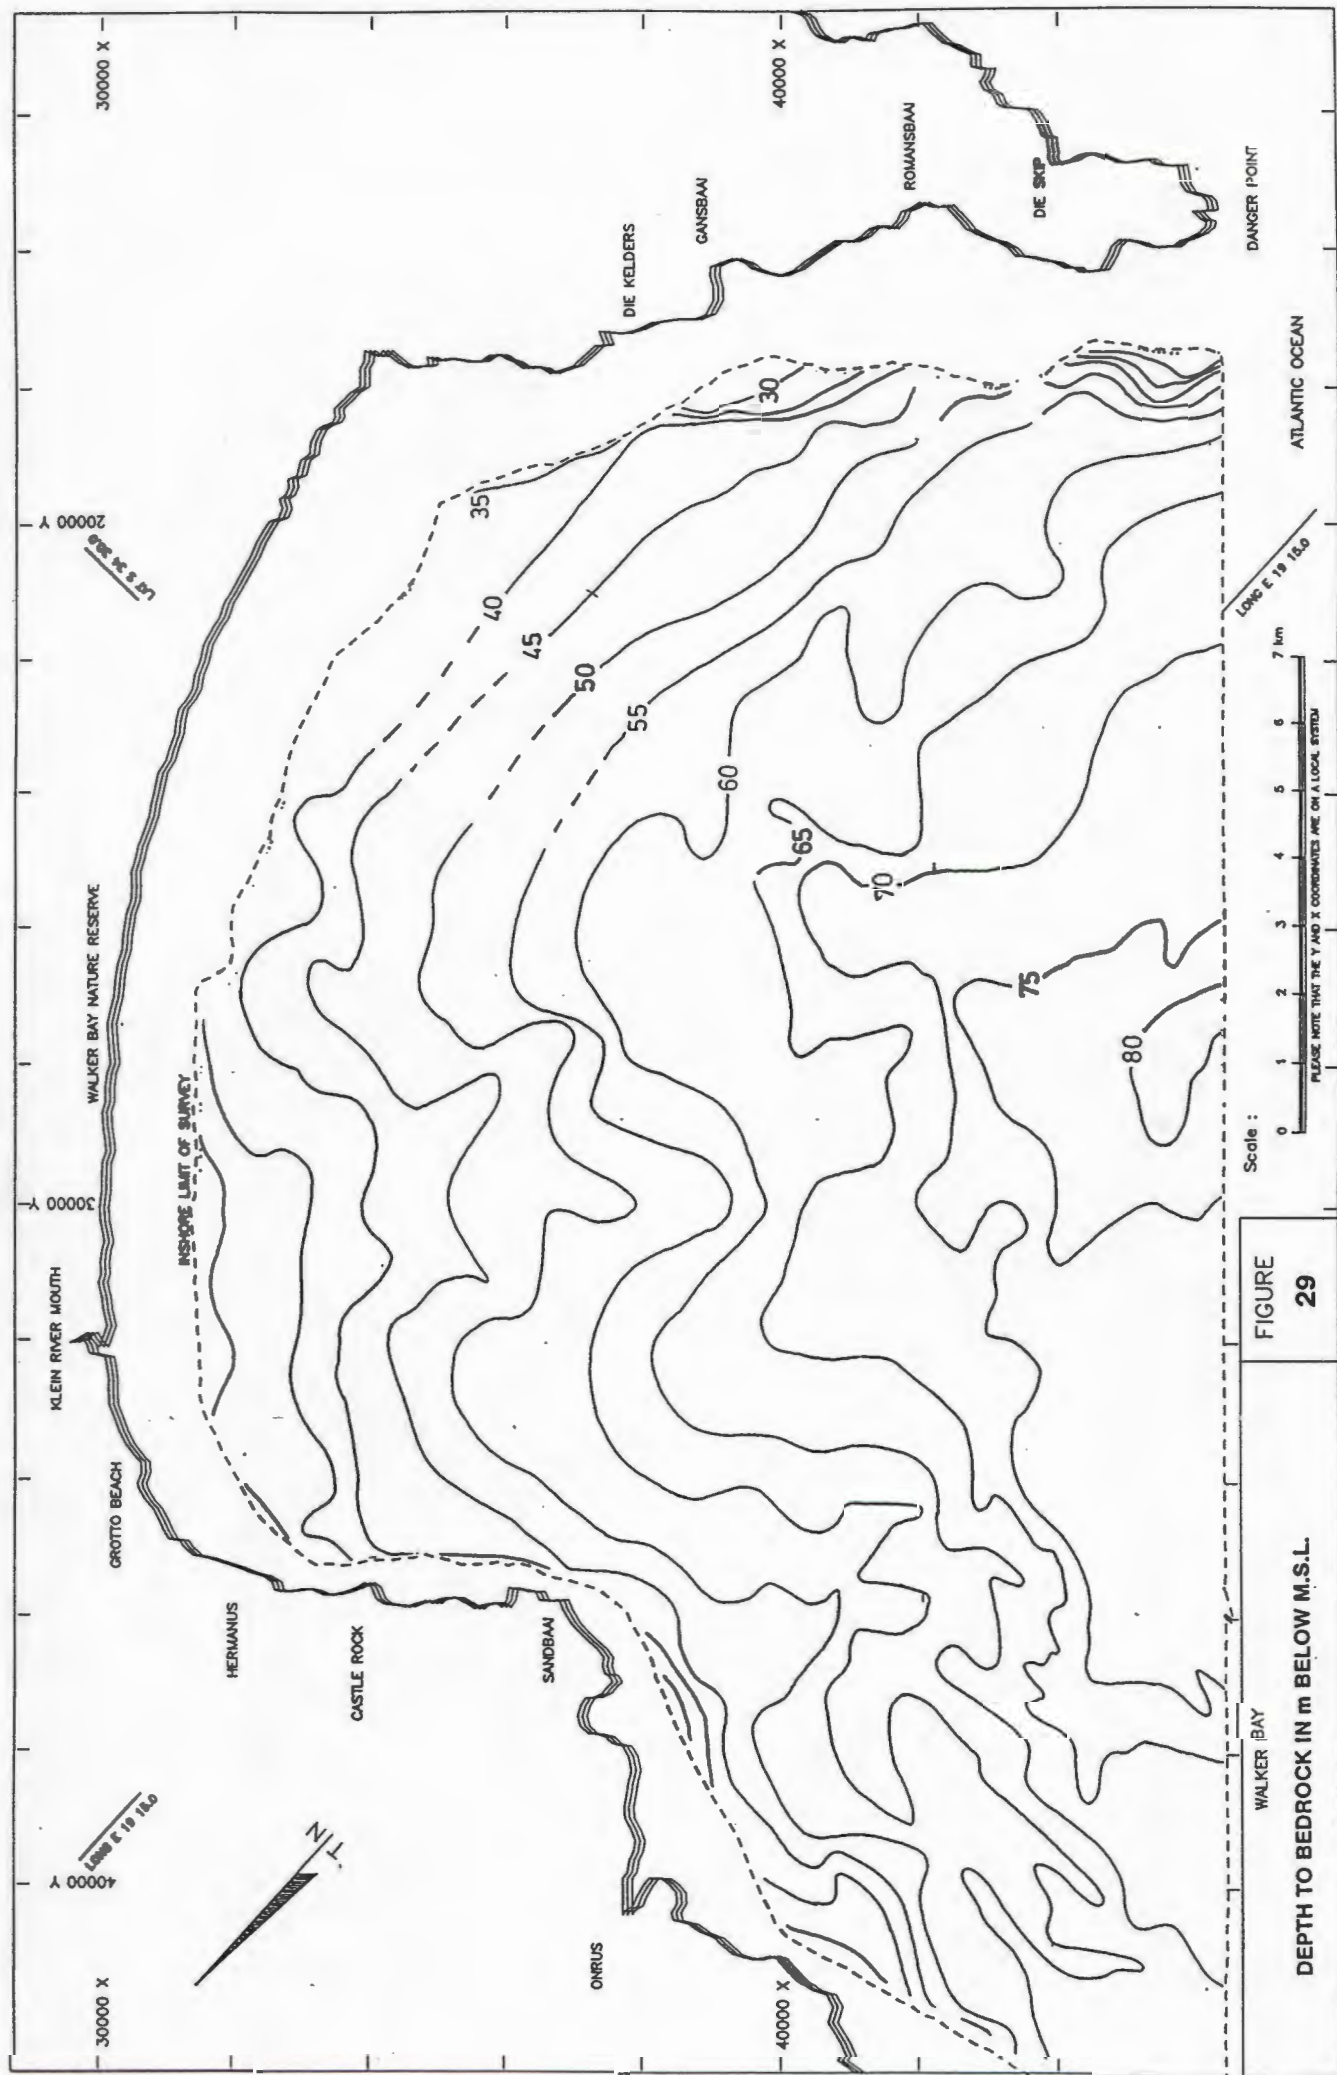 30000 X
40000 X
20000 Y
LAT S 34 30.0
ROMANSBAAI
GANSBAAI
DIE SKIP
DANGER POINT
DIE KELDERS
ATLANTIC OCEAN
30
35
40
45
50
55
60
65
70
75
80
LONG E 19 15.0
WALKER BAY NATURE RESERVE
INSHORE LIMIT OF SURVEY
30000 Y
KLEIN RIVER MOUTH
GROTTO BEACH
HERMANUS
CASTLE ROCK
SANDBAAI
ONRUS
LONG E 19 15.0
40000 Y
T N
30000 X
40000 X
WALKER BAY
Scale :
0 1 2 3 4 5 6 7 km
PLEASE NOTE THAT THE Y AND X COORDINATES ARE ON A LOCAL SYSTEM
FIGURE
29
DEPTH TO BEDROCK IN m BELOW M.S.L.